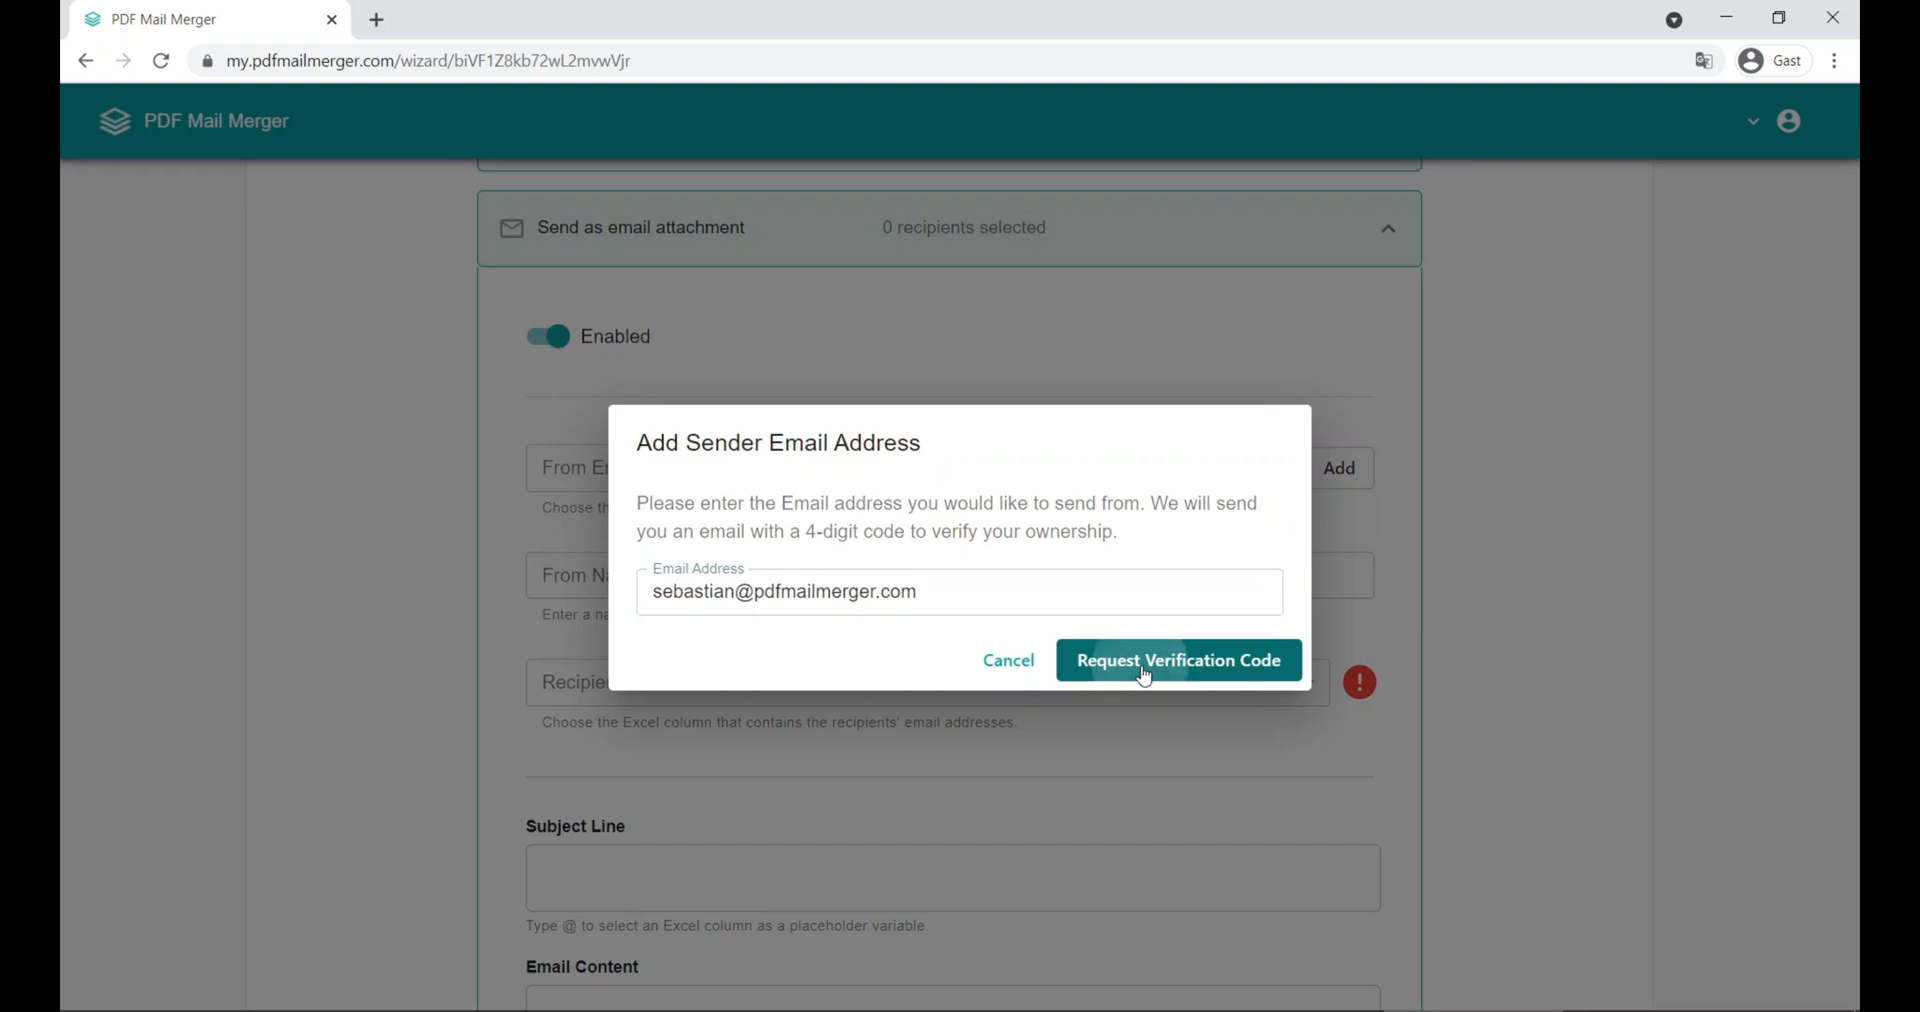 PDF Mail Merger
my.pdfmailmerger.com/wizard/biVF1Z8kb72wL2mvwVjr
Gast
PDF Mail Merger
Send as email attachment 0 recipients selected
Enabled
Add Sender Email Address
From Add
Please enter the Email address you would like to send from. We will send
Choose
you an email with a 4-digit code to verify your ownership.
Email Address
From
sebastian@pdfmailmerger.com
Enter a
Cancel Request Verification Code
!
Choose the Excel column that contains the recipients' email addresses.
Subject Line
Type @ to select an Excel column as a placeholder variable.
Email Content